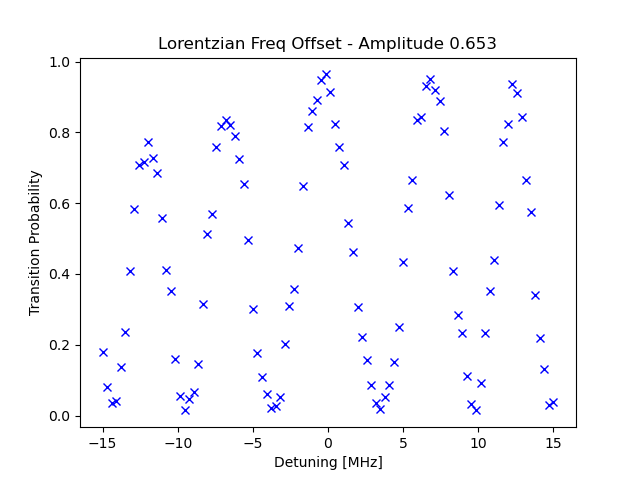 Lorentzian Freq Offset - Amplitude 0.653
1.0
0.8
0.6
0.4
0.2
0.0
Transition Probability
−15 −10 −5 0 5 10 15
Detuning [MHz]